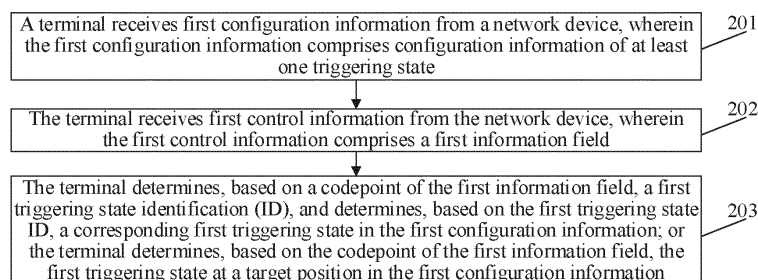 A terminal receives first configuration information from a network device, wherein
the first configuration information comprises configuration information of at least
one triggering state
201
The terminal receives first control information from the network device, wherein
the first control information comprises a first information field
202
The terminal determines, based on a codepoint of the first information field, a first
triggering state identification (ID), and determines, based on the first triggering state
ID, a corresponding first triggering state in the first configuration information; or
the terminal determines, based on the codepoint of the first information field, the
first triggering state at a target position in the first configuration information
203